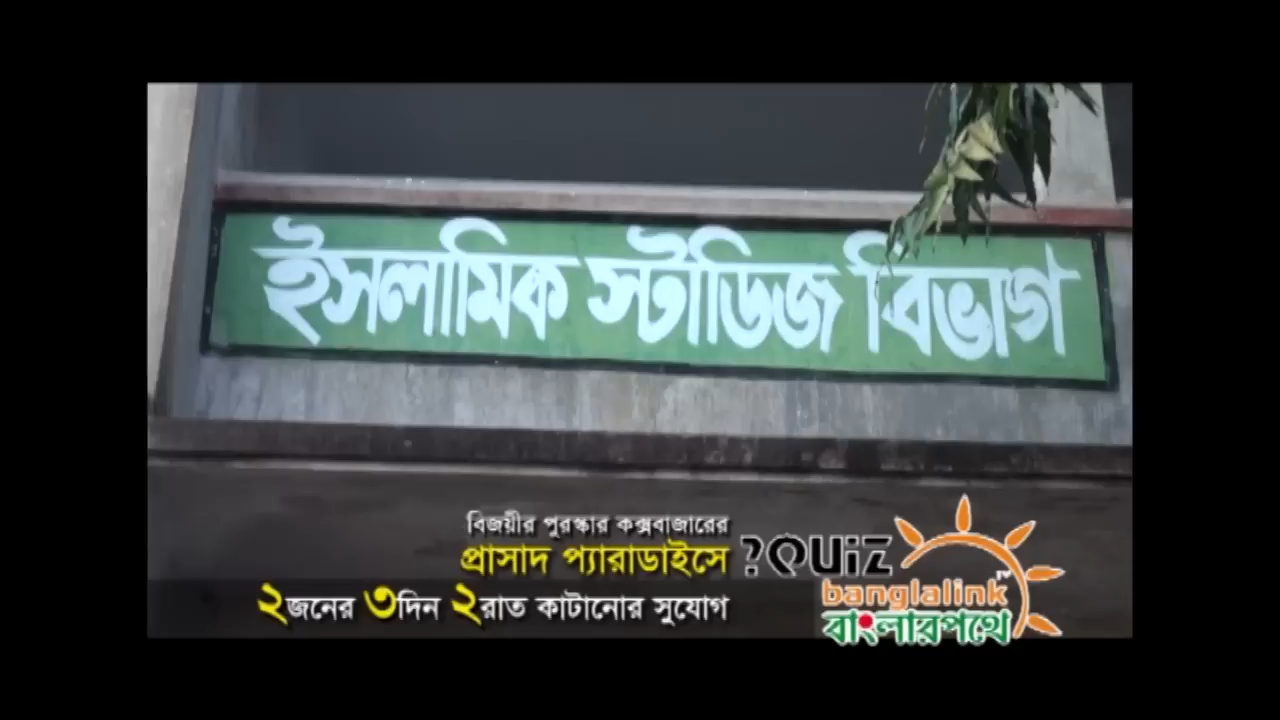 ইসলামিক স্টাডিজ বিভাগ
বিজয়ীর পুরস্কার কক্সবাজারের
প্রাসাদ প্যারাডাইসে
২জনের ৩দিন ২রাত কাটানোর সুযোগ
?QUiZ
banglalink
বাংলারপথে